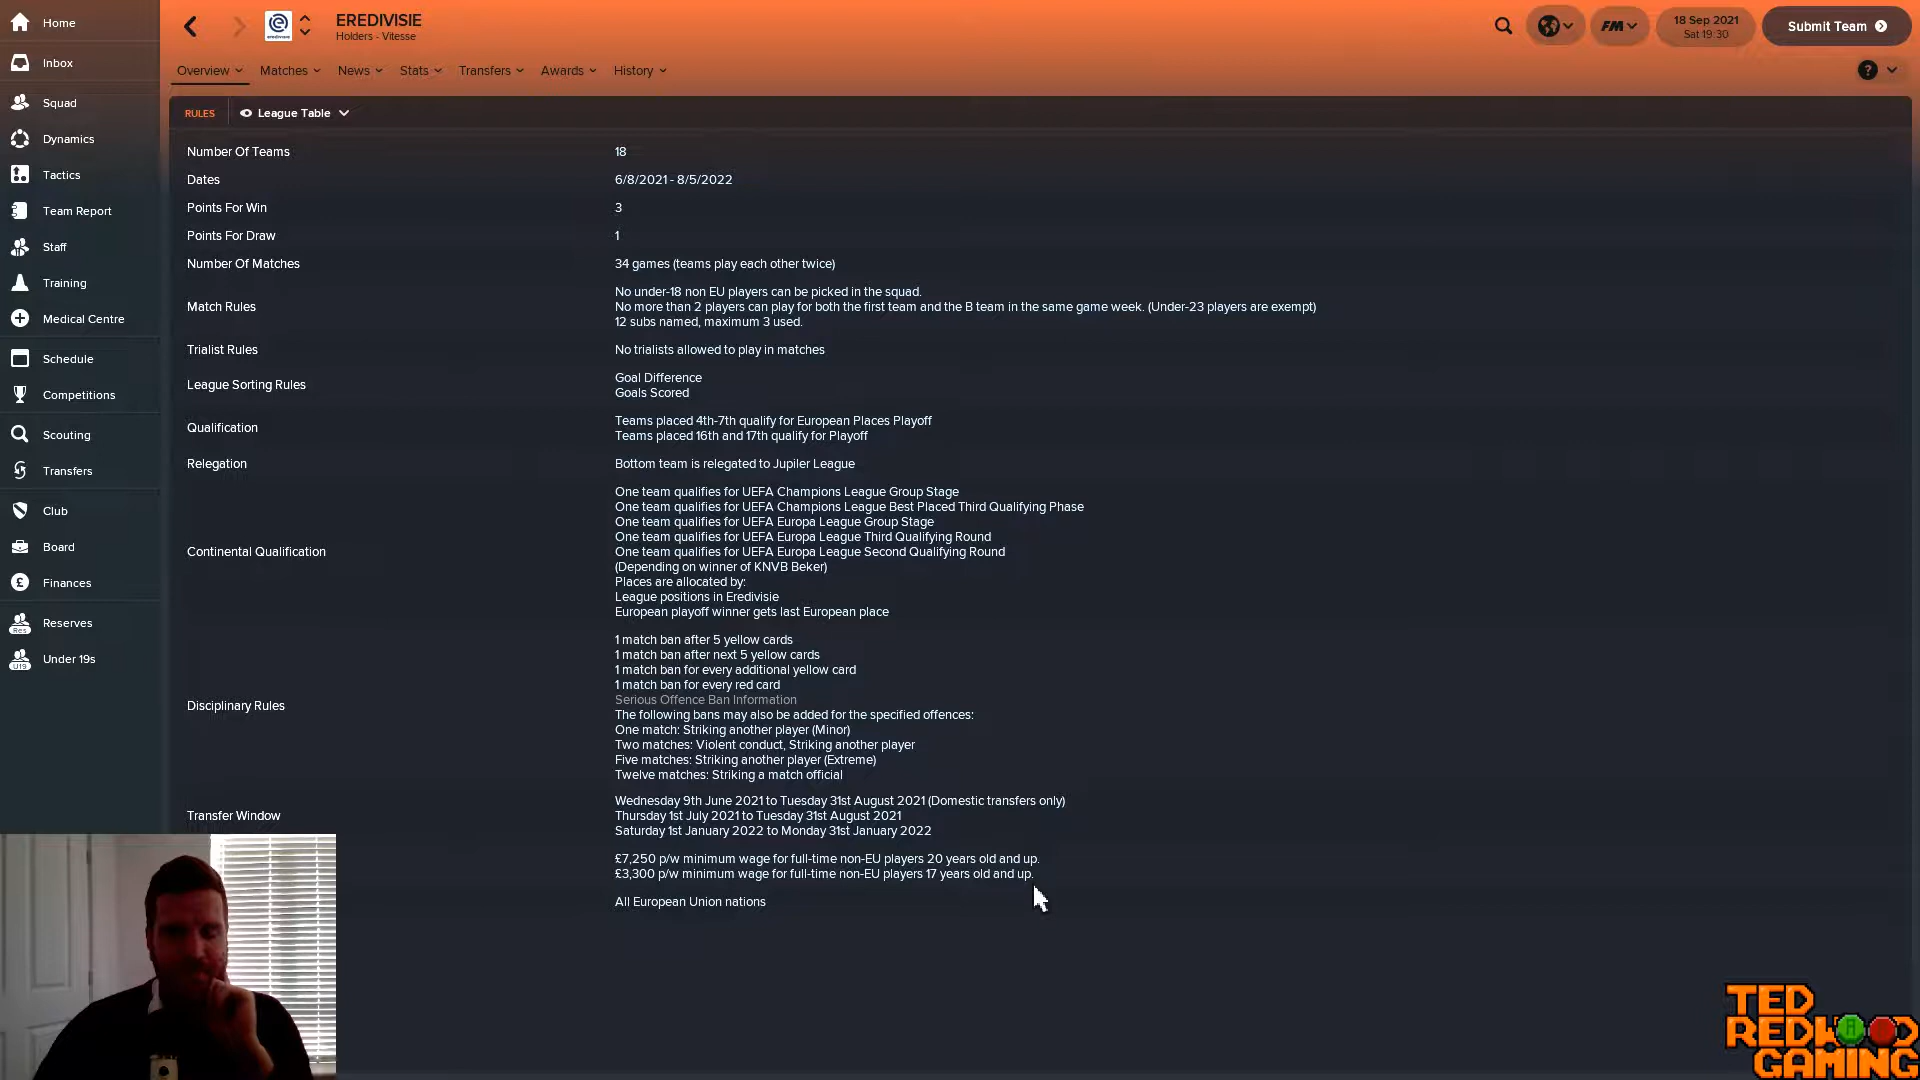 Home
Inbox
Squad
Dynamics
Tactics
Team Report
Staff
Training
Medical Centre
Schedule
Competitions
Scouting
Transfers
Club
Board
Finances
Res
Reserves
U19
Under 19s
eredivisie
EREDIVISIE
Holders - Vitesse
FM
18 Sep 2021
Sat 19:30
Submit Team
Overview
Matches
News
Stats
Transfers
Awards
History
?
RULES
League Table
Number Of Teams
18
Dates
6/8/2021 - 8/5/2022
Points For Win
3
Points For Draw
1
Number Of Matches
34 games (teams play each other twice)
Match Rules
No under-18 non EU players can be picked in the squad.
No more than 2 players can play for both the first team and the B team in the same game week. (Under-23 players are exempt)
12 subs named, maximum 3 used.
Trialist Rules
No trialists allowed to play in matches
League Sorting Rules
Goal Difference
Goals Scored
Qualification
Teams placed 4th-7th qualify for European Places Playoff
Teams placed 16th and 17th qualify for Playoff
Relegation
Bottom team is relegated to Jupiler League
Continental Qualification
One team qualifies for UEFA Champions League Group Stage
One team qualifies for UEFA Champions League Best Placed Third Qualifying Phase
One team qualifies for UEFA Europa League Group Stage
One team qualifies for UEFA Europa League Third Qualifying Round
One team qualifies for UEFA Europa League Second Qualifying Round
(Depending on winner of KNVB Beker)
Places are allocated by:
League positions in Eredivisie
European playoff winner gets last European place
Disciplinary Rules
1 match ban after 5 yellow cards
1 match ban after next 5 yellow cards
1 match ban for every additional yellow card
1 match ban for every red card
Serious Offence Ban Information
The following bans may also be added for the specified offences:
One match: Striking another player (Minor)
Two matches: Violent conduct, Striking another player
Five matches: Striking another player (Extreme)
Twelve matches: Striking a match official
Transfer Window
Wednesday 9th June 2021 to Tuesday 31st August 2021 (Domestic transfers only)
Thursday 1st July 2021 to Tuesday 31st August 2021
Saturday 1st January 2022 to Monday 31st January 2022
£7,250 p/w minimum wage for full-time non-EU players 20 years old and up.
£3,300 p/w minimum wage for full-time non-EU players 17 years old and up.
All European Union nations
TED
REDWOOD
GAMING